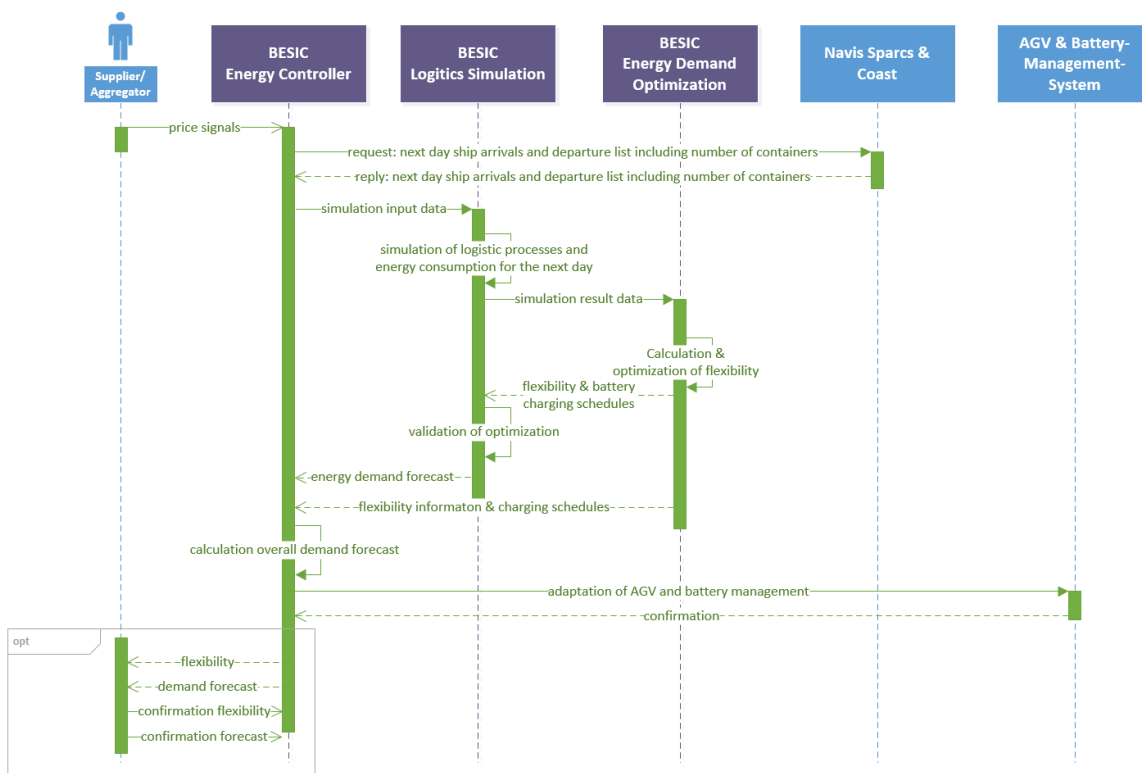 Supplier/
Aggregator
BESIC
Energy Controller
BESIC
Logitics Simulation
BESIC
Energy Demand
Optimization
Navis Sparcs &
Coast
AGV & Battery-
Management-
System
price signals
request: next day ship arrivals and departure list including number of containers
reply: next day ship arrivals and departure list including number of containers
simulation input data
simulation of logistic processes and
energy consumption for the next day
simulation result data
Calculation &
optimization of flexibility
flexibility & battery
charging schedules
validation of optimization
energy demand forecast
flexibility informaton & charging schedules
calculation overall demand forecast
adaptation of AGV and battery management
confirmation
opt
flexibility
demand forecast
confirmation flexibility
confirmation forecast